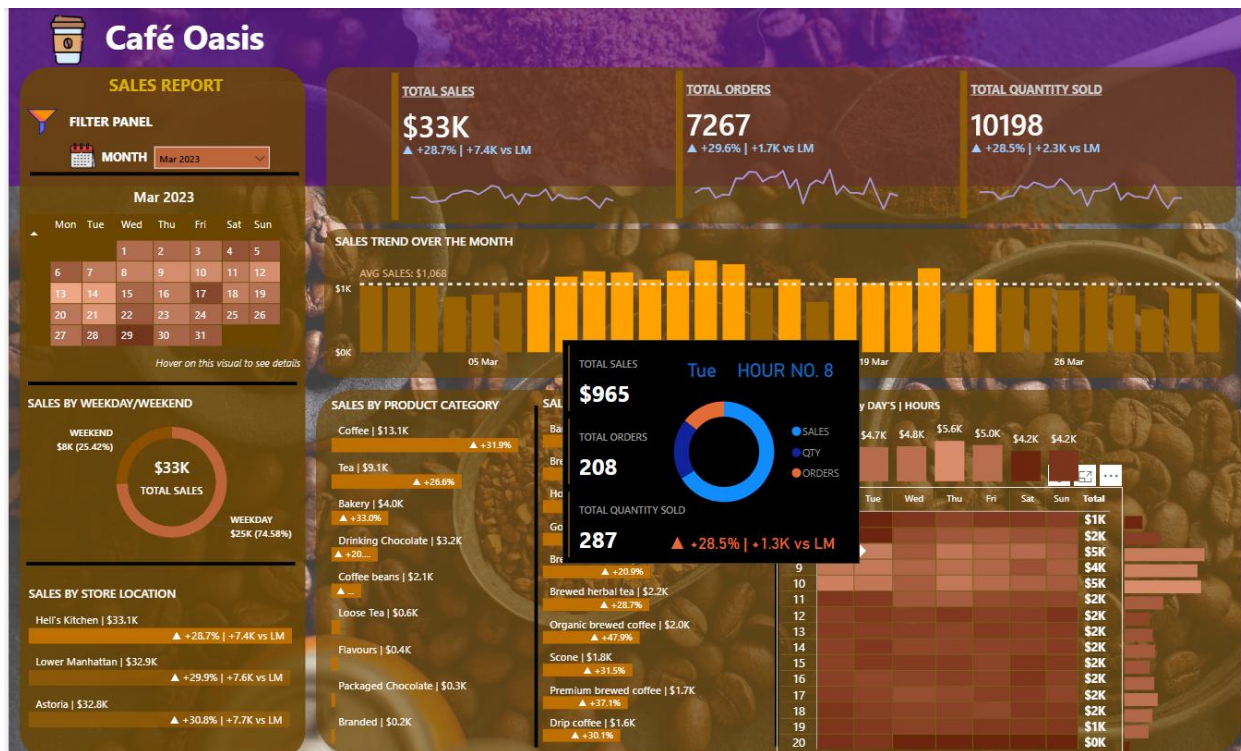 Café Oasis
SALES REPORT
FILTER PANEL
MONTH
Mar 2023
Mar 2023
Mon Tue Wed Thu Fri Sat Sun
1 2 3 4 5
6 7 8 9 10 11 12
13 14 15 16 17 18 19
20 21 22 23 24 25 26
27 28 29 30 31
Hover on this visual to see details
SALES BY WEEKDAY/WEEKEND
WEEKEND
$8K (25.42%)
$33K
TOTAL SALES
WEEKDAY
$25K (74.58%)
SALES BY STORE LOCATION
Hell's Kitchen | $33.1K
+28.7% | +7.4K vs LM
Lower Manhattan | $32.9K
+29.9% | +7.6K vs LM
Astoria | $32.8K
+30.8% | +7.7K vs LM
TOTAL SALES
$33K
▲ +28.7% | +7.4K vs LM
TOTAL ORDERS
7267
▲ +29.6% | +1.7K vs LM
TOTAL QUANTITY SOLD
10198
▲ +28.5% | +2.3K vs LM
SALES TREND OVER THE MONTH
AVG SALES: $1,068
$1K
$0K
05 Mar
19 Mar
26 Mar
SALES BY PRODUCT CATEGORY
Coffee | $13.1K
▲ +31.9%
Tea | $9.1K
▲ +26.6%
Bakery | $4.0K
▲ +33.0%
Drinking Chocolate | $3.2K
▲ +20....
Coffee beans | $2.1K
▲ ...
Loose Tea | $0.6K
Flavours | $0.4K
Packaged Chocolate | $0.3K
Branded | $0.2K
SAL
Ba
Bre
Ho
Go
Bre
▲ +20.9%
Brewed herbal tea | $2.2K
▲ +28.7%
Organic brewed coffee | $2.0K
▲ +47.9%
Scone | $1.8K
▲ +31.5%
Premium brewed coffee | $1.7K
▲ +37.1%
Drip coffee | $1.6K
▲ +30.1%
TOTAL SALES
$965
TOTAL ORDERS
208
TOTAL QUANTITY SOLD
287
Tue HOUR NO. 8
SALES
QTY
ORDERS
▲ +28.5% | +1.3K vs LM
y DAY'S | HOURS
$4.7K $4.8K $5.6K $5.0K $4.2K $4.2K
Tue Wed Thu Fri Sat Sun Total
$1K
$2K
$5K
9 $4K
10 $5K
11 $2K
12 $2K
13 $2K
14 $2K
15 $2K
16 $2K
17 $2K
18 $2K
19 $1K
20 $0K